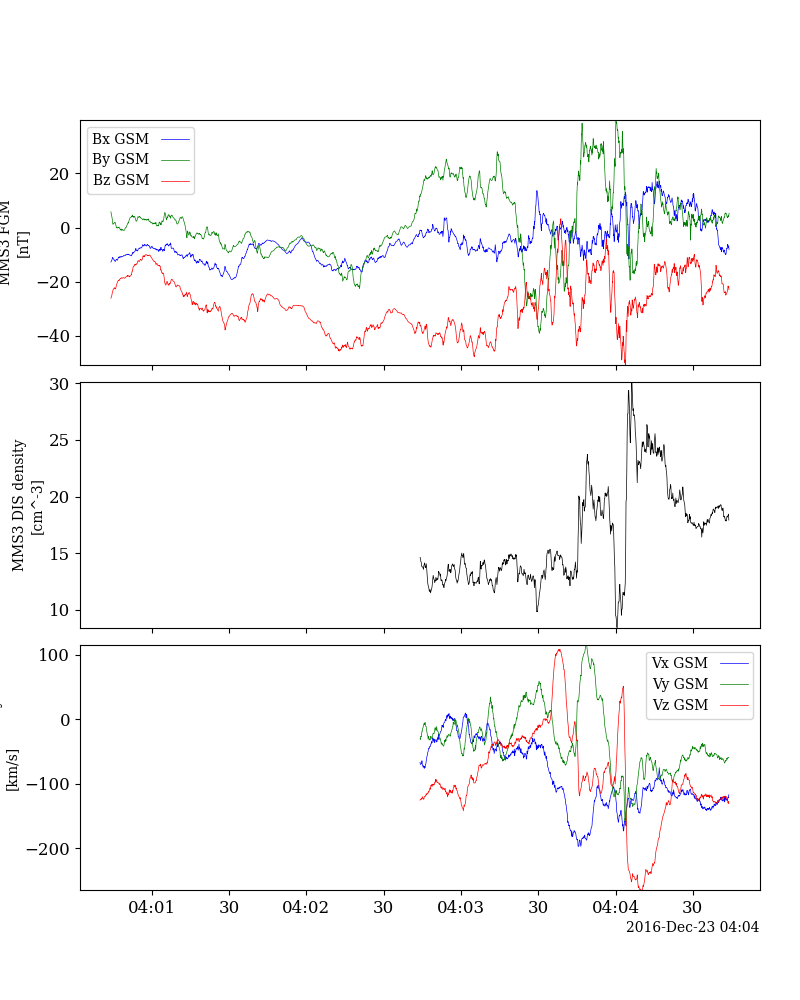 Bx GSM
By GSM
Bz GSM
MMS3 FGM
[nT]
20
0
−20
−40
MMS3 DIS density
[cm^-3]
30
25
20
15
10
Vx GSM
Vy GSM
Vz GSM
[km/s]
100
0
−100
−200
04:01 30 04:02 30 04:03 30 04:04 30
2016-Dec-23 04:04